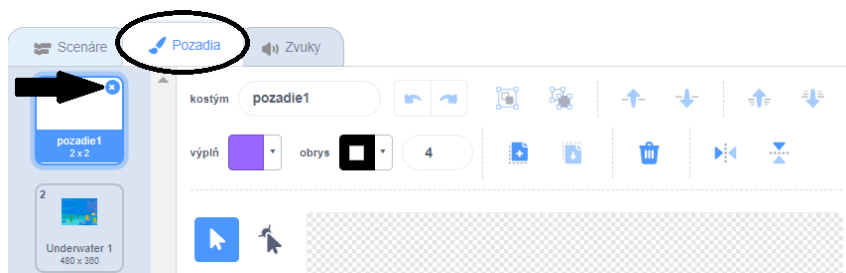 Scenáre
Pozadia
Zvuky
pozadie1
2 x 2
2
Underwater 1
480 x 360
kostým
pozadie1
výplň
obrys
4